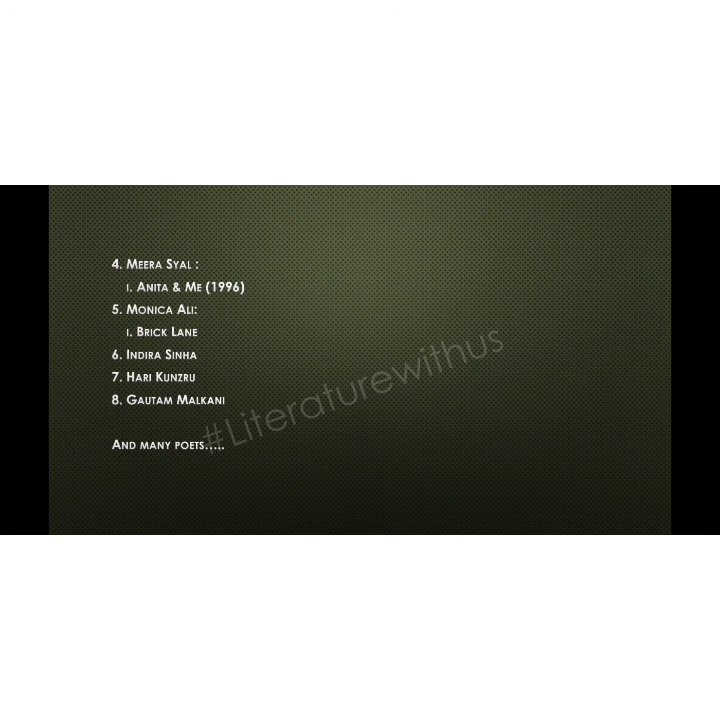 4. Meera Syal :
i. Anita & Me (1996)
5. Monica Ali:
i. Brick Lane
6. Indira Sinha
7. Hari Kunzru
8. Gautam Malkani
And many poets.....
#Literaturewithus